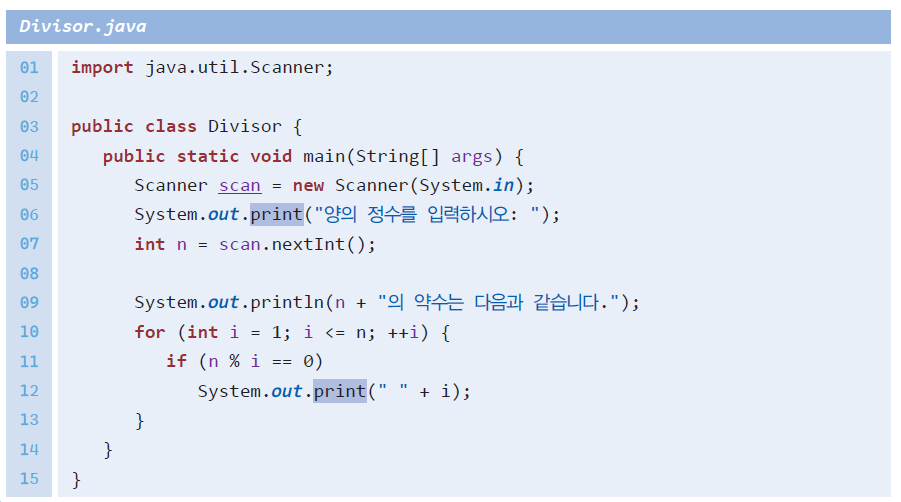 Divisor.java
01 import java.util.Scanner;
02
03 public class Divisor {
04 public static void main(String[] args) {
05 Scanner scan = new Scanner(System.in);
06 System.out.print("양의 정수를 입력하시오: ");
07 int n = scan.nextInt();
08
09 System.out.println(n + "의 약수는 다음과 같습니다.");
10 for (int i = 1; i <= n; ++i) {
11 if (n % i == 0)
12 System.out.print(" " + i);
13 }
14 }
15 }